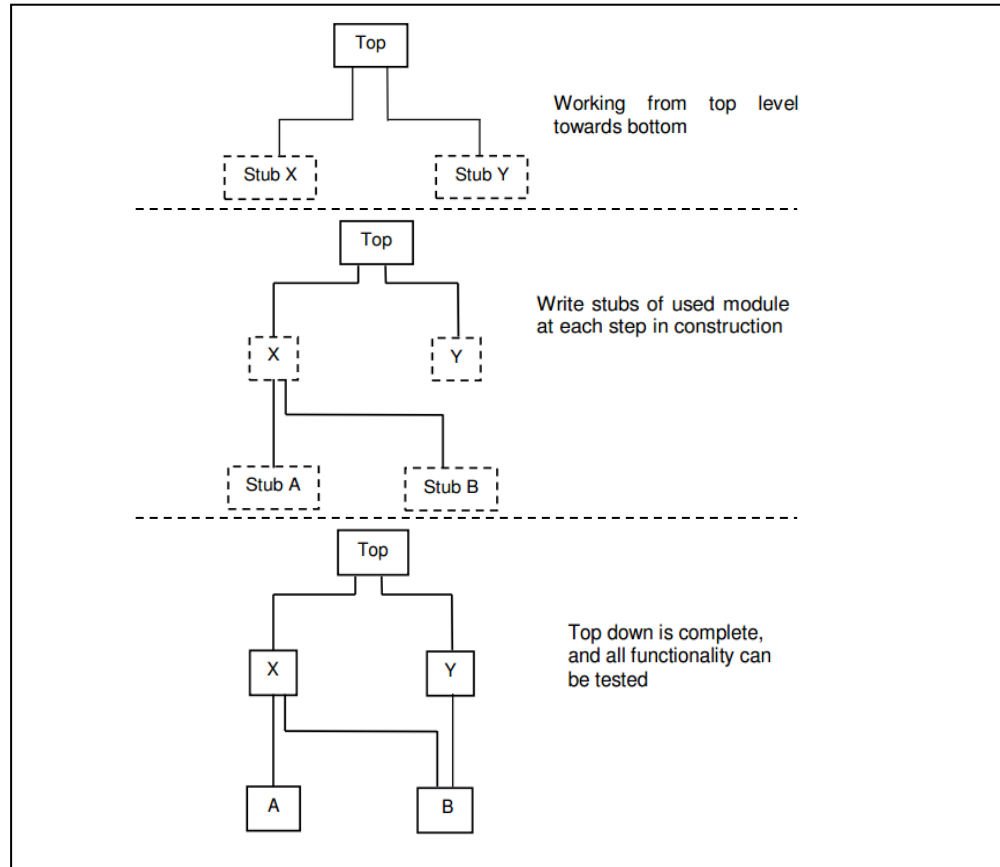 Top
Working from top level
towards bottom
Stub X
Stub Y
Top
Write stubs of used module
at each step in construction
X
Y
Stub A
Stub B
Top
Top down is complete,
and all functionality can
be tested
X
Y
A
B